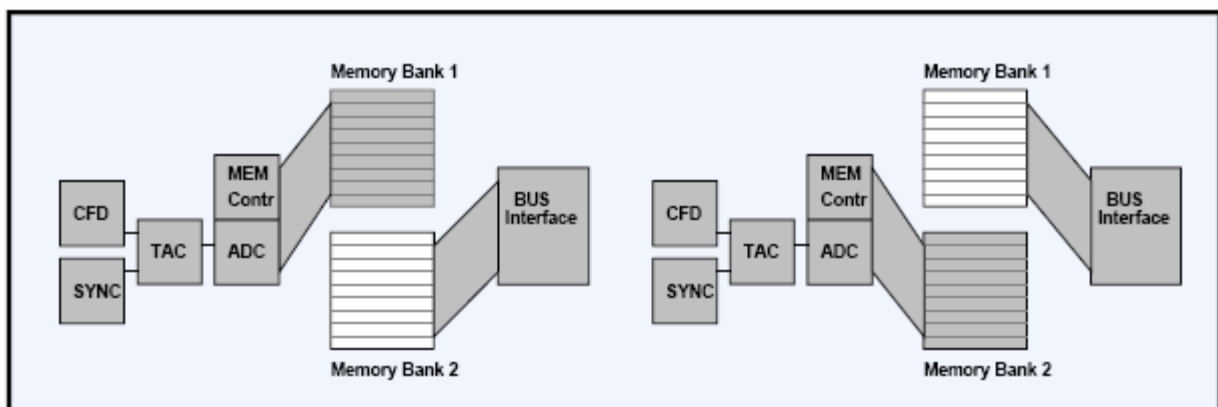 Memory Bank 1
MEM
Contr
CFD
TAC
ADC
SYNC
BUS
Interface
Memory Bank 2
Memory Bank 1
MEM
Contr
CFD
TAC
ADC
SYNC
BUS
Interface
Memory Bank 2